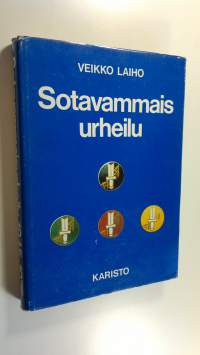 VEIKKO LAIHO
Sotavammais
urheilu
KARISTO